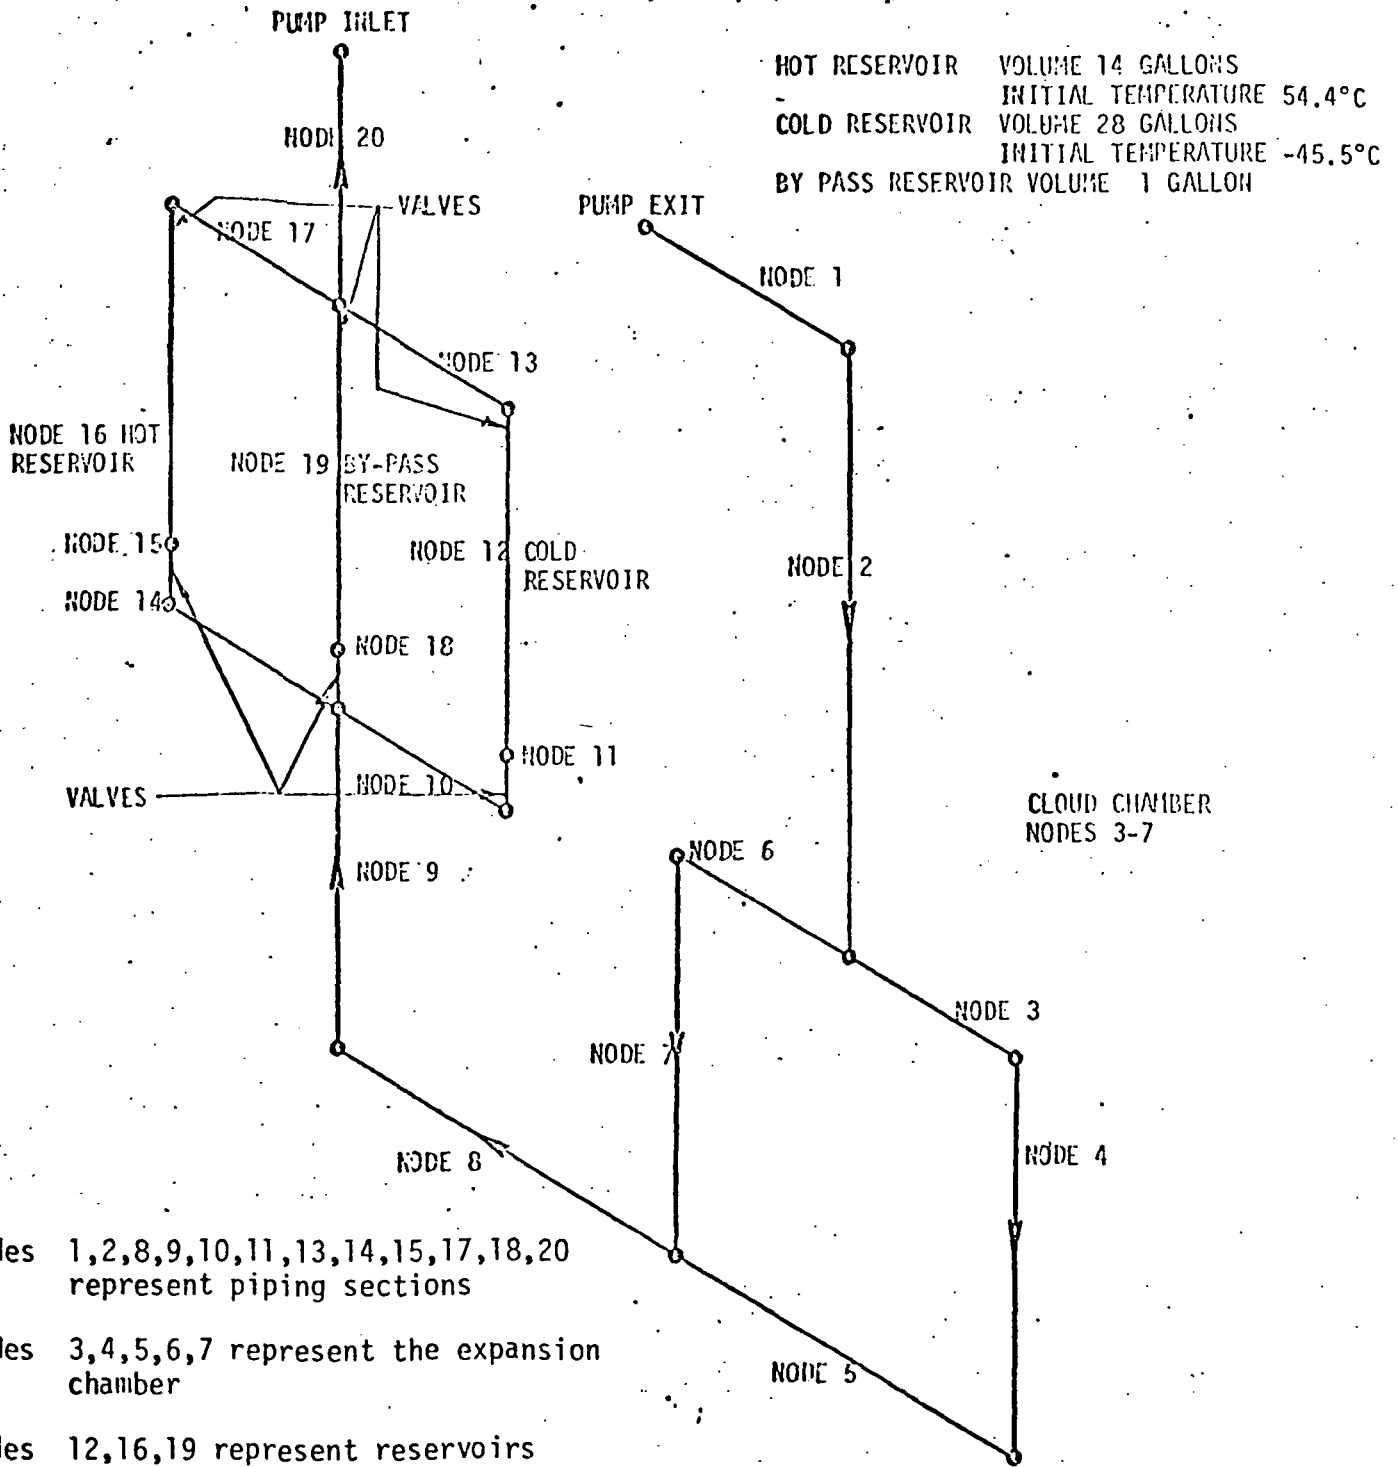 PUMP INLET
HOT RESERVOIR VOLUME 14 GALLONS
INITIAL TEMPERATURE 54.4°C
COLD RESERVOIR VOLUME 28 GALLONS
INITIAL TEMPERATURE -45.5°C
BY PASS RESERVOIR VOLUME 1 GALLON
NODE 20
VALVES
PUMP EXIT
NODE 17
NODE 1
NODE 13
NODE 16 HOT
RESERVOIR
NODE 19 BY-PASS
RESERVOIR
NODE 15
NODE 12 COLD
RESERVOIR
NODE 2
NODE 14
NODE 18
NODE 11
NODE 10
VALVES
CLOUD CHAMBER
NODES 3-7
NODE 6
NODE 9
NODE 3
NODE 7
NODE 4
NODE 8
des 1,2,8,9,10,11,13,14,15,17,18,20
represent piping sections
des 3,4,5,6,7 represent the expansion
chamber
NODE 5
des 12,16,19 represent reservoirs